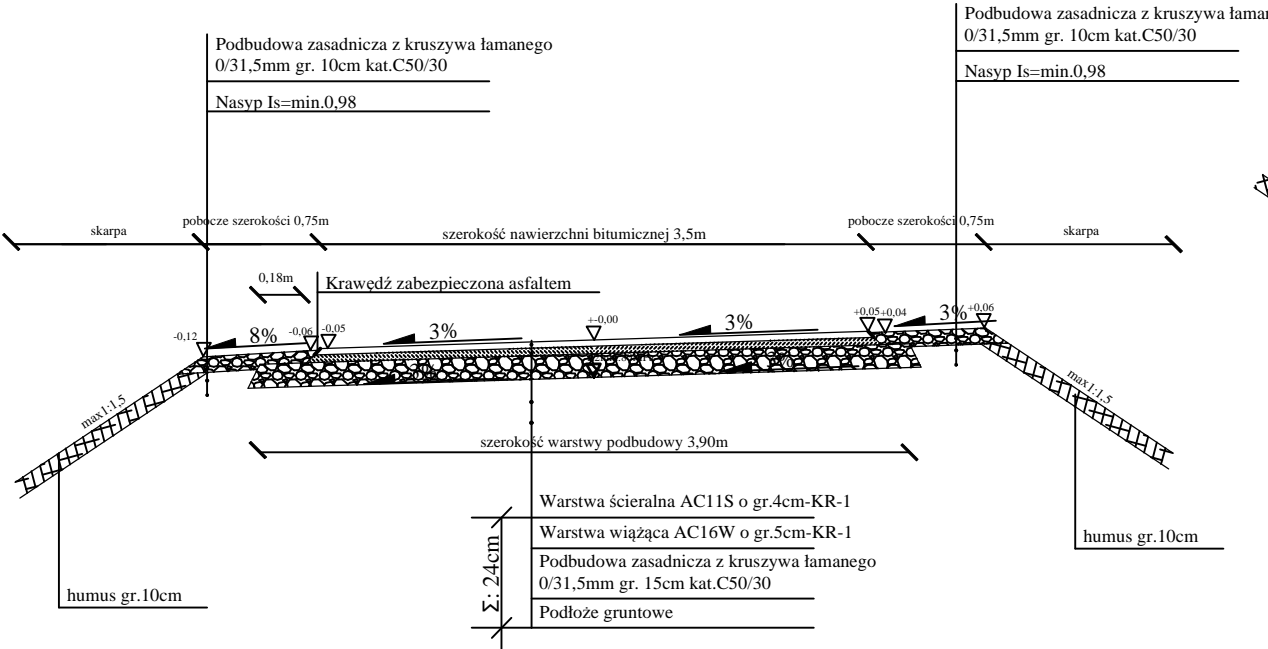 Podbudowa zasadnicza z kruszywa łamanego
0/31,5mm gr. 10cm kat.C50/30
Nasyp Is=min.0,98
Podbudowa zasadnicza z kruszywa łama
0/31,5mm gr. 10cm kat.C50/30
Nasyp Is=min.0,98
skarpa
pobocze szerokości 0,75m
szerokość nawierzchni bitumicznej 3,5m
pobocze szerokości 0,75m
skarpa
0,18m
Krawędź zabezpieczona asfaltem
-0,12
8%
-0,06
-0,05
3%
+-0,00
3%
+0,05
+0,04
3%
+0,06
max1:1,5
max1:1,5
szerokość warstwy podbudowy 3,90m
Warstwa ścieralna AC11S o gr.4cm-KR-1
Warstwa wiążąca AC16W o gr.5cm-KR-1
Podbudowa zasadnicza z kruszywa łamanego
0/31,5mm gr. 15cm kat.C50/30
Podłoże gruntowe
Σ: 24cm
humus gr.10cm
humus gr.10cm